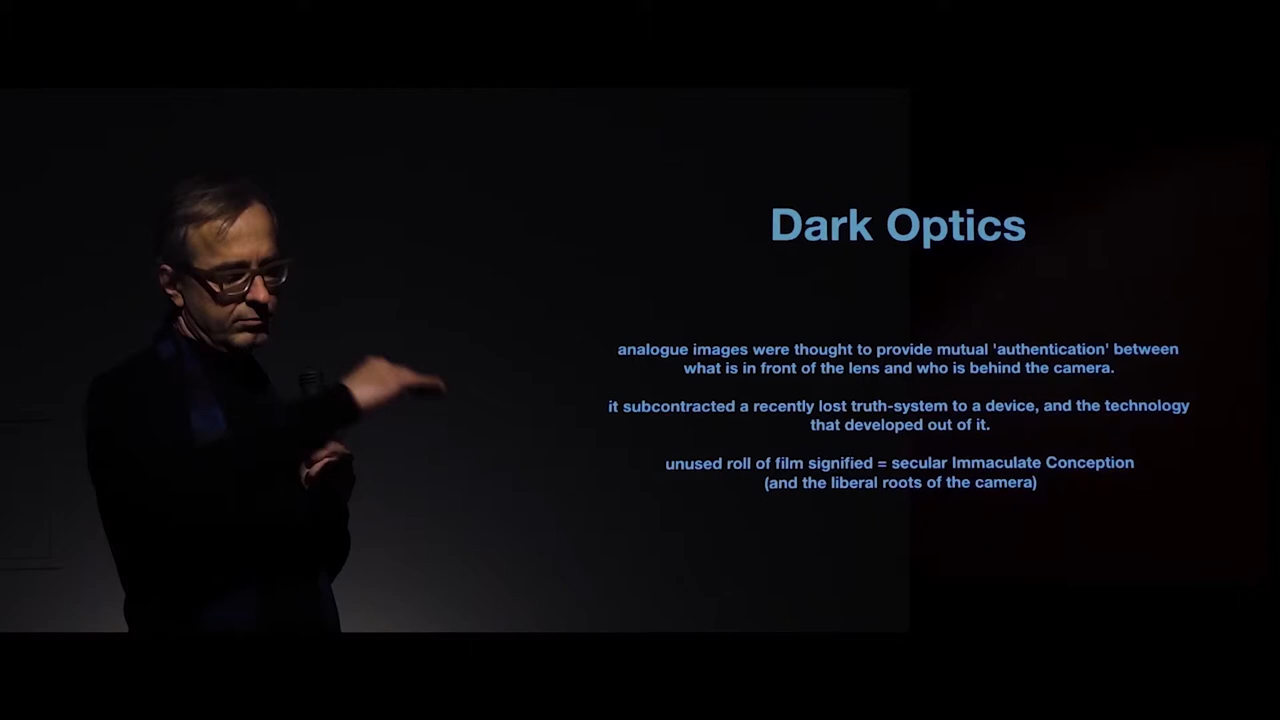 Dark Optics
analogue images were thought to provide mutual 'authentication' between
what is in front of the lens and who is behind the camera.
it subcontracted a recently lost truth-system to a device, and the technology
that developed out of it.
unused roll of film signified = secular Immaculate Conception
(and the liberal roots of the camera)